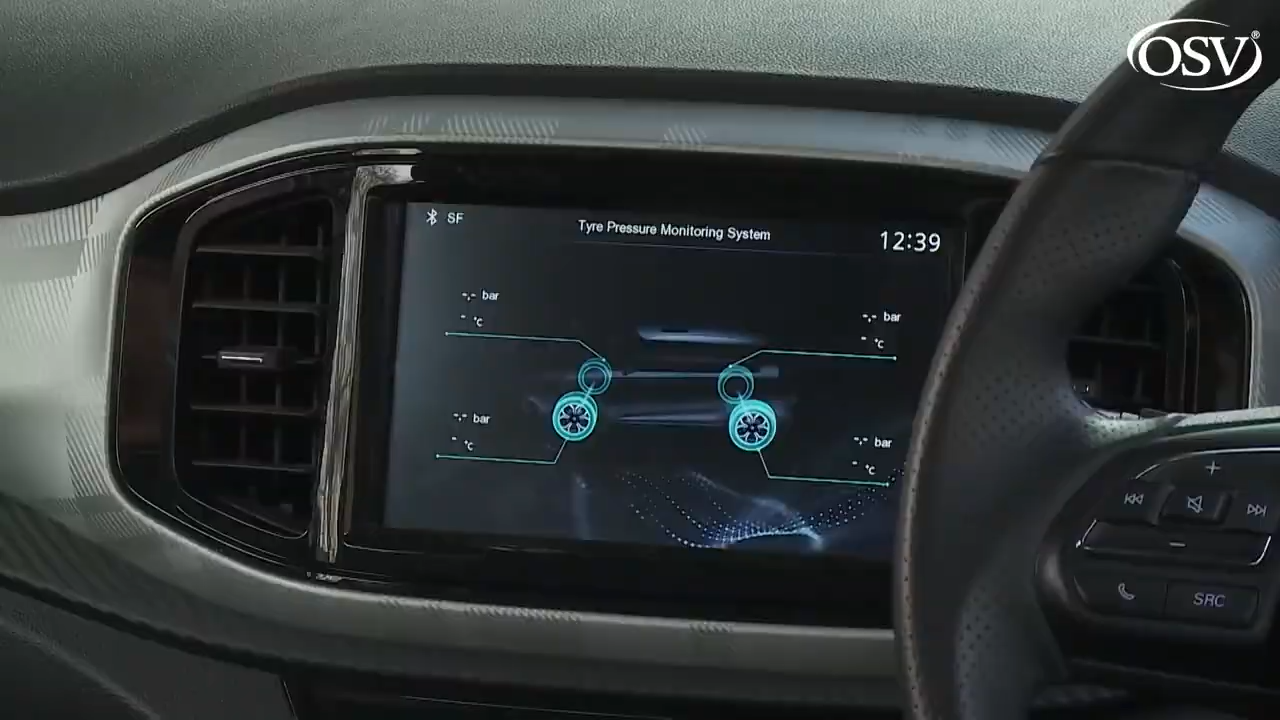 OSV®
SF
Tyre Pressure Monitoring System
12:39
-,- bar
- °C
-,- bar
- °C
-,- bar
- °C
-,- bar
- °C
+
-
SRC